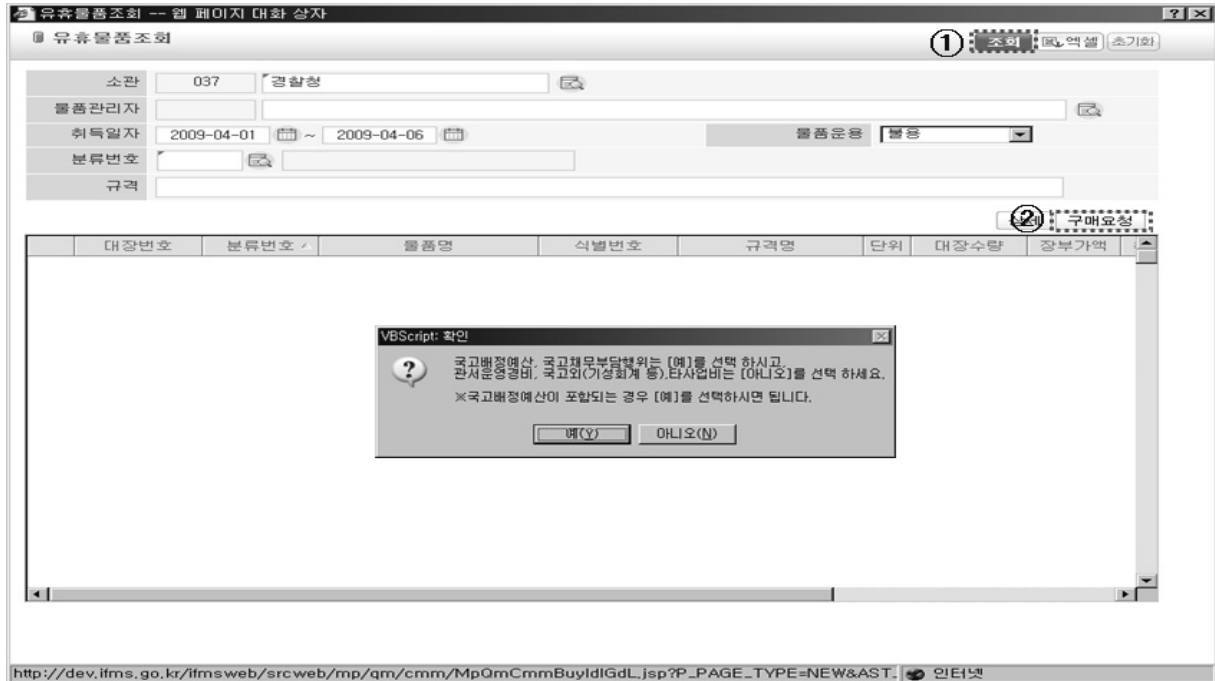 유휴물품조회 -- 웹 페이지 대화 상자
유휴물품조회
① 조회 엑셀 초기화
소관 037 경찰청
물품관리자
취득일자 2009-04-01 ~ 2009-04-06 물품운용 불용
분류번호
규격
② 구매요청
대장번호 분류번호 물품명 식별번호 규격명 단위 대장수량 장부가액
VBScript: 확인
국고배정예산, 국고채무부담행위는 [예]를 선택 하시고,
관서운영경비, 국고외(기성회계 등),타사업비는 [아니오]를 선택 하세요.
※국고배정예산이 포함되는 경우 [예]를 선택하시면 됩니다.
예(Y) 아니오(N)
http://dev.ifms.go.kr/ifmsweb/srcweb/mp/qm/cmm/MpQmCmmBuyIdlGdL.jsp?P_PAGE_TYPE=NEW&AST_ 인터넷